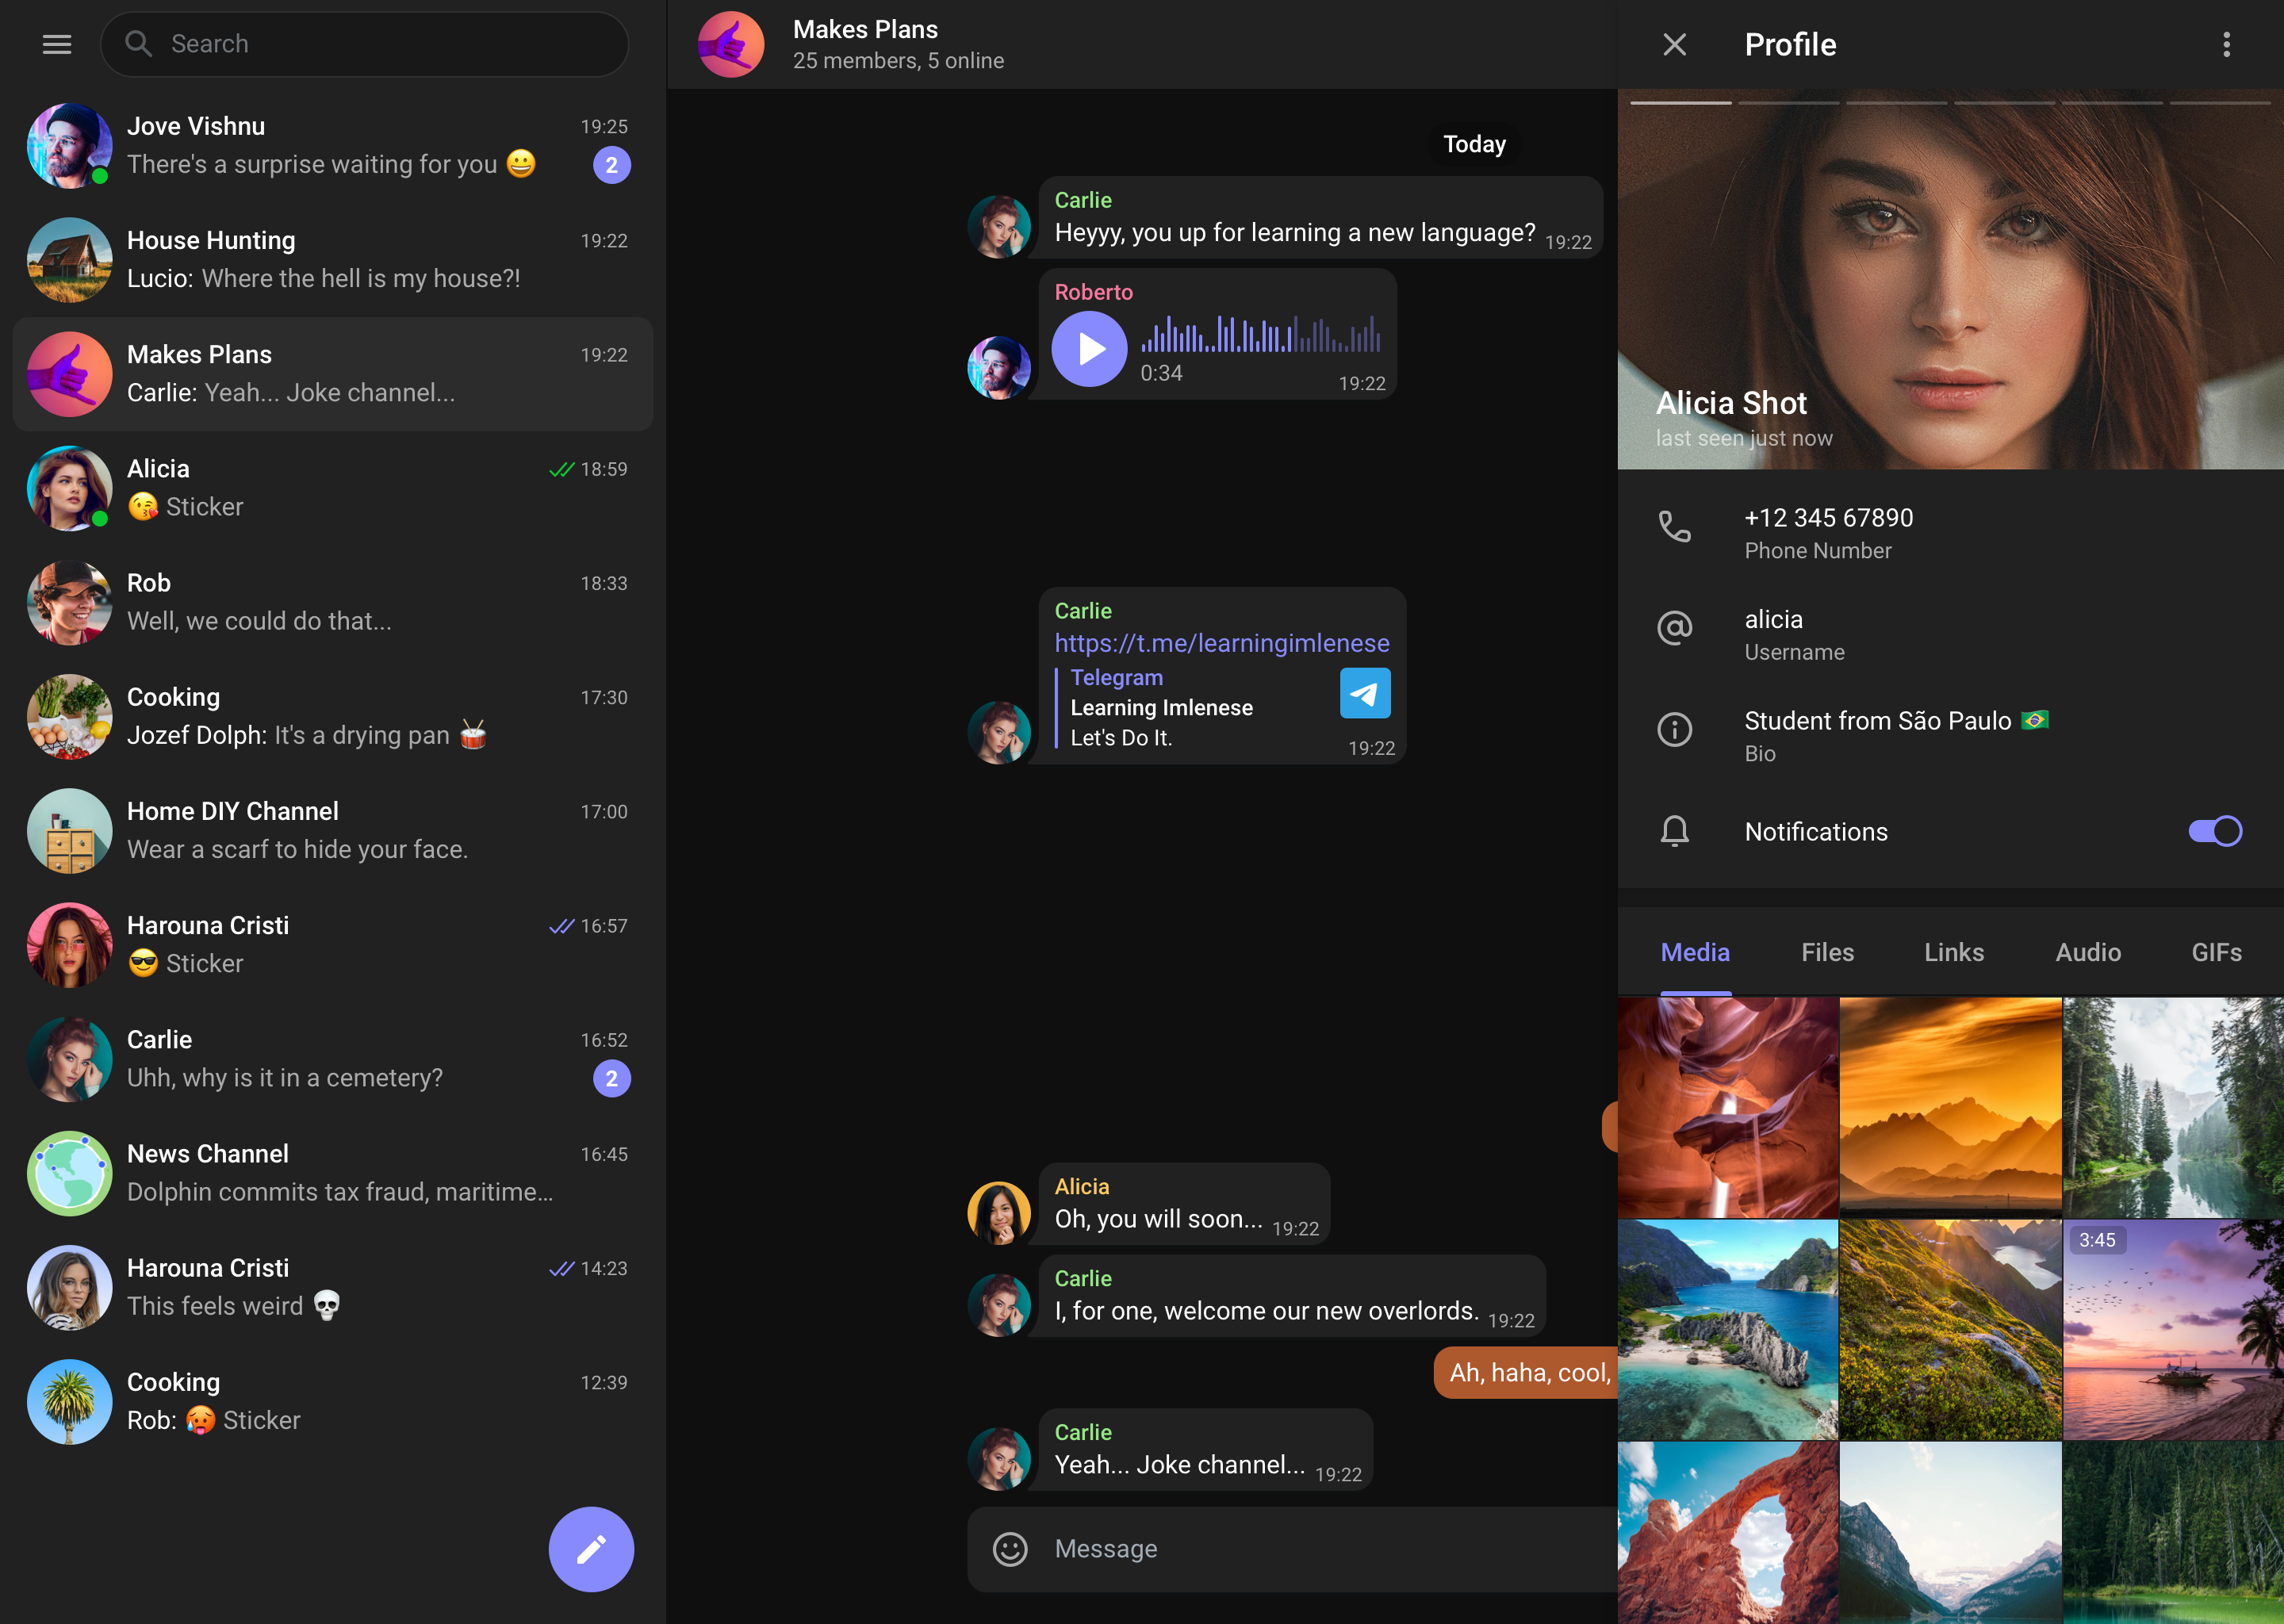 Search
Jove Vishnu 19:25
There's a surprise waiting for you 😀 2
House Hunting 19:22
Lucio: Where the hell is my house?!
Makes Plans 19:22
Carlie: Yeah... Joke channel...
Alicia 18:59
😘 Sticker
Rob 18:33
Well, we could do that...
Cooking 17:30
Jozef Dolph: It's a drying pan 🥁
Home DIY Channel 17:00
Wear a scarf to hide your face.
Harouna Cristi 16:57
😎 Sticker
Carlie 16:52
Uhh, why is it in a cemetery? 2
News Channel 16:45
Dolphin commits tax fraud, maritime...
Harouna Cristi 14:23
This feels weird 💀
Cooking 12:39
Rob: 🥵 Sticker
Makes Plans
25 members, 5 online
Today
Carlie
Heyyy, you up for learning a new language? 19:22
Roberto
0:34 19:22
Carlie
https://t.me/learningimlenese
Telegram
Learning Imlenese
Let's Do It. 19:22
Alicia
Oh, you will soon... 19:22
Carlie
I, for one, welcome our new overlords. 19:22
Ah, haha, cool,
Carlie
Yeah... Joke channel... 19:22
Message
Profile
Alicia Shot
last seen just now
+12 345 67890
Phone Number
alicia
Username
Student from São Paulo 🇧🇷
Bio
Notifications
Media Files Links Audio GIFs
3:45